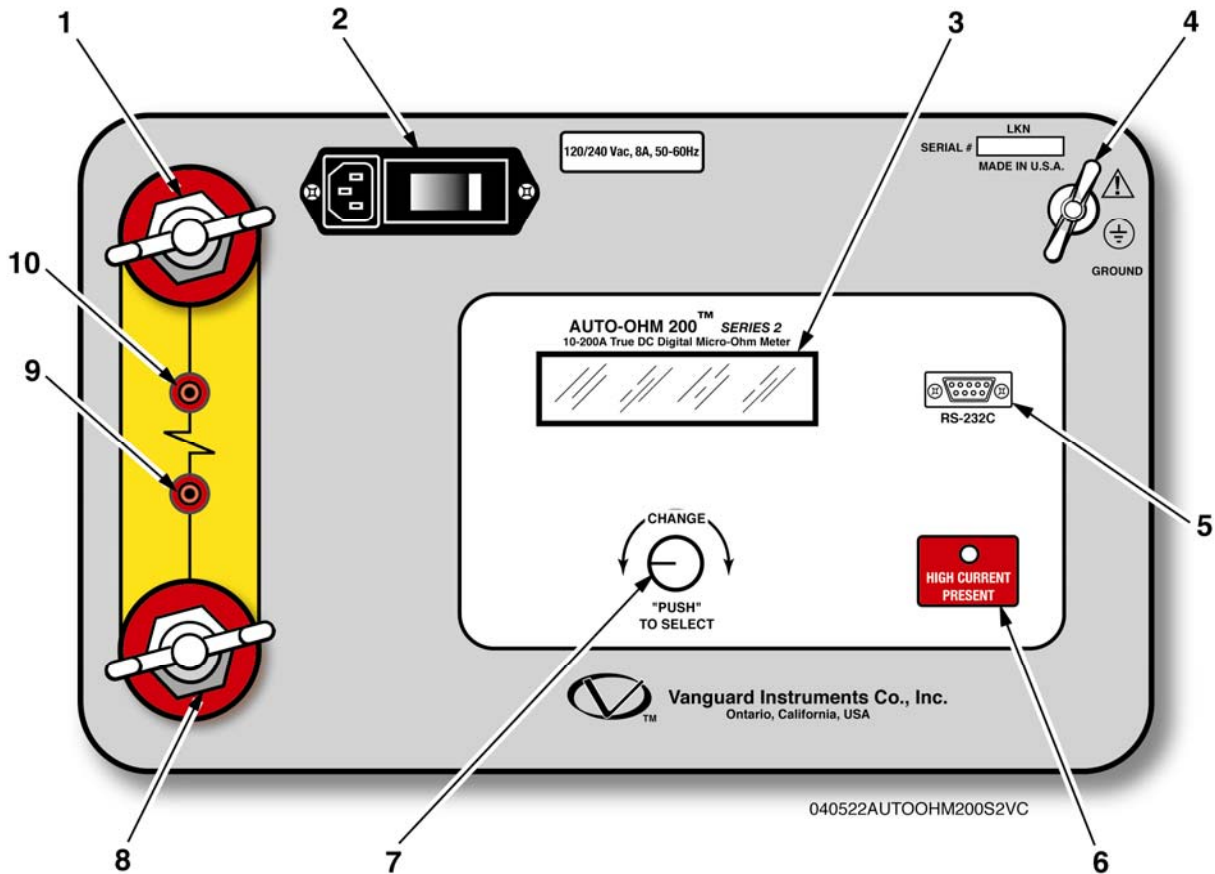 1
2
3
4
120/240 Vac, 8A, 50-60Hz
LKN
SERIAL #
MADE IN U.S.A.
GROUND
10
9
AUTO-OHM 200™ SERIES 2
10-200A True DC Digital Micro-Ohm Meter
RS-232C
5
CHANGE
"PUSH"
TO SELECT
HIGH CURRENT
PRESENT
Vanguard Instruments Co., Inc.
Ontario, California, USA
TM
040522AUTOOHM200S2VC
8
7
6